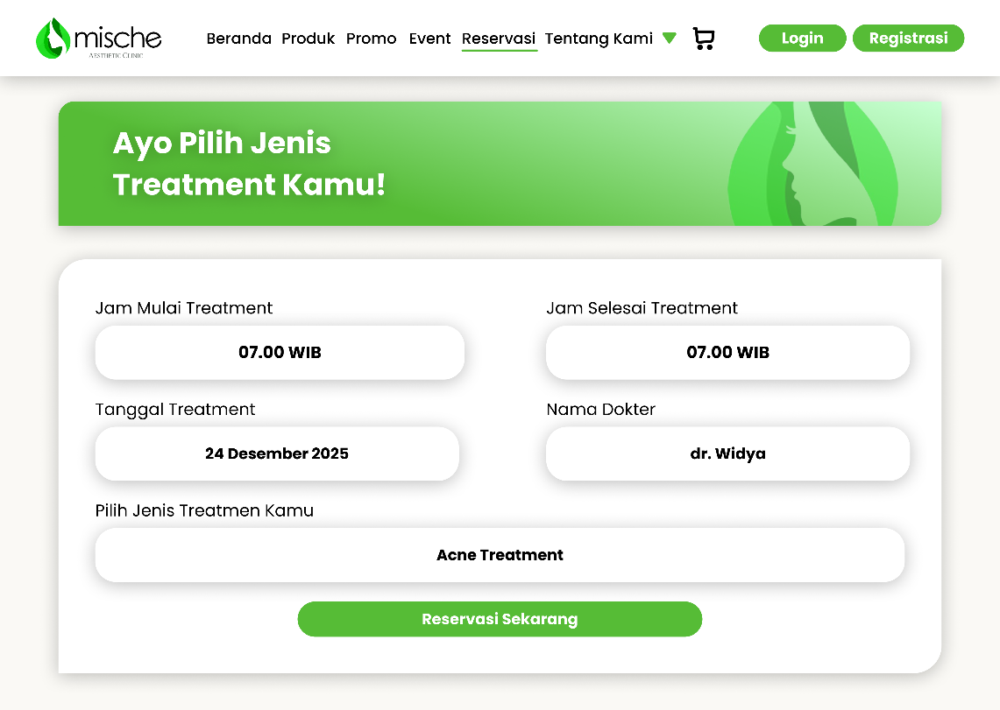 mische
AESTHETIC CLINIC
Beranda Produk Promo Event Reservasi Tentang Kami
Login Registrasi
Ayo Pilih Jenis
Treatment Kamu!
Jam Mulai Treatment
07.00 WIB
Jam Selesai Treatment
07.00 WIB
Tanggal Treatment
24 Desember 2025
Nama Dokter
dr. Widya
Pilih Jenis Treatmen Kamu
Acne Treatment
Reservasi Sekarang